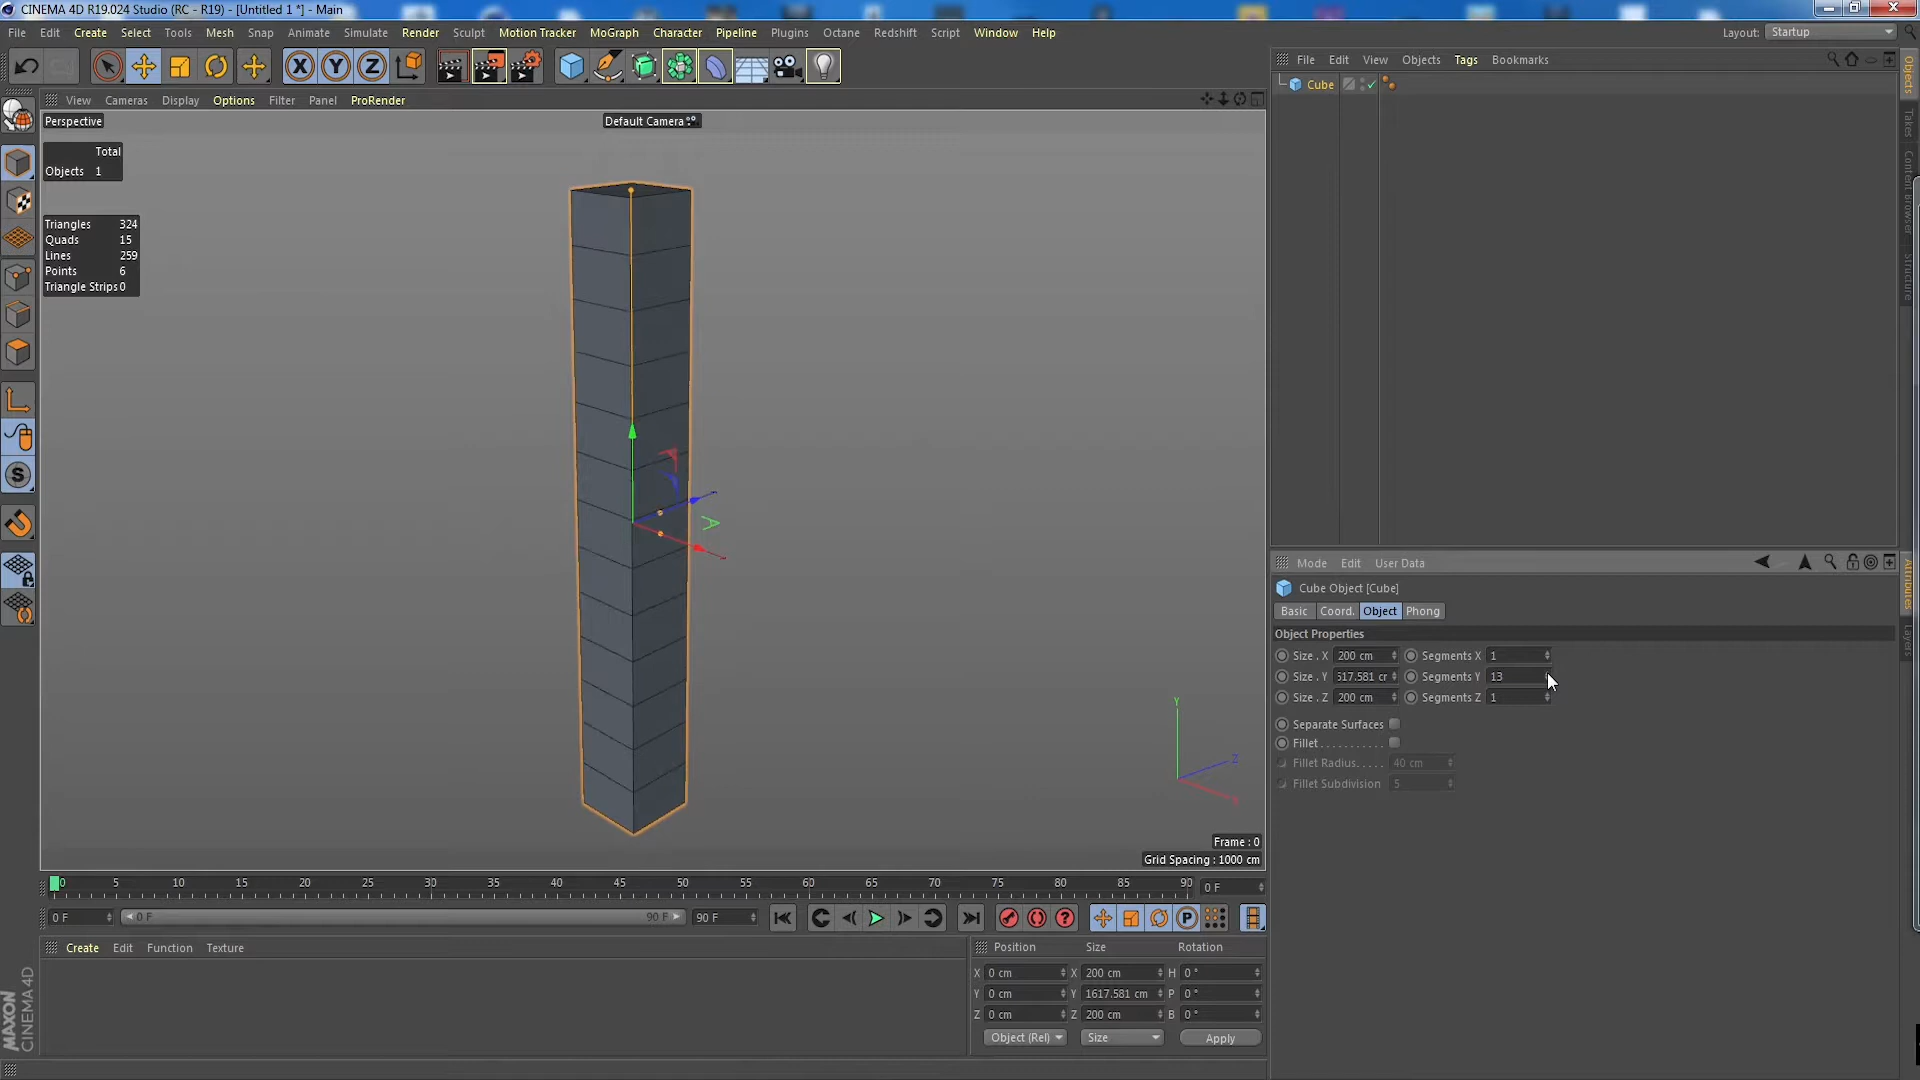 CINEMA 4D R19.024 Studio (RC - R19) - [Untitled 1 *] - Main
File Edit Create Select Tools Mesh Snap Animate Simulate Render Sculpt Motion Tracker MoGraph Character Pipeline Plugins Octane Redshift Script Window Help
Layout: Startup
View Cameras Display Options Filter Panel ProRender
File Edit View Objects Tags Bookmarks
Perspective
Default Camera
Cube
Total
Objects 1
Triangles 324
Quads 15
Lines 259
Points 6
Triangle Strips 0
Objects
Takes
Content Browser
Structure
Mode Edit User Data
Cube Object [Cube]
Basic Coord. Object Phong
Object Properties
Size . X 200 cm Segments X 1
Size . Y 517.581 cr Segments Y 13
Size . Z 200 cm Segments Z 1
Separate Surfaces
Fillet . . . . . . . . . . .
Fillet Radius. . . . . 40 cm
Fillet Subdivision 5
Attributes
Layers
Y
Z
X
Frame : 0
Grid Spacing : 1000 cm
0 5 10 15 20 25 30 35 40 45 50 55 60 65 70 75 80 85 90 0 F
0 F 0 F 90 F 90 F
Create Edit Function Texture
Position Size Rotation
X 0 cm X 200 cm H 0 °
Y 0 cm Y 1617.581 cm P 0 °
Z 0 cm Z 200 cm B 0 °
Object (Rel) Size Apply
MAXON
CINEMA 4D